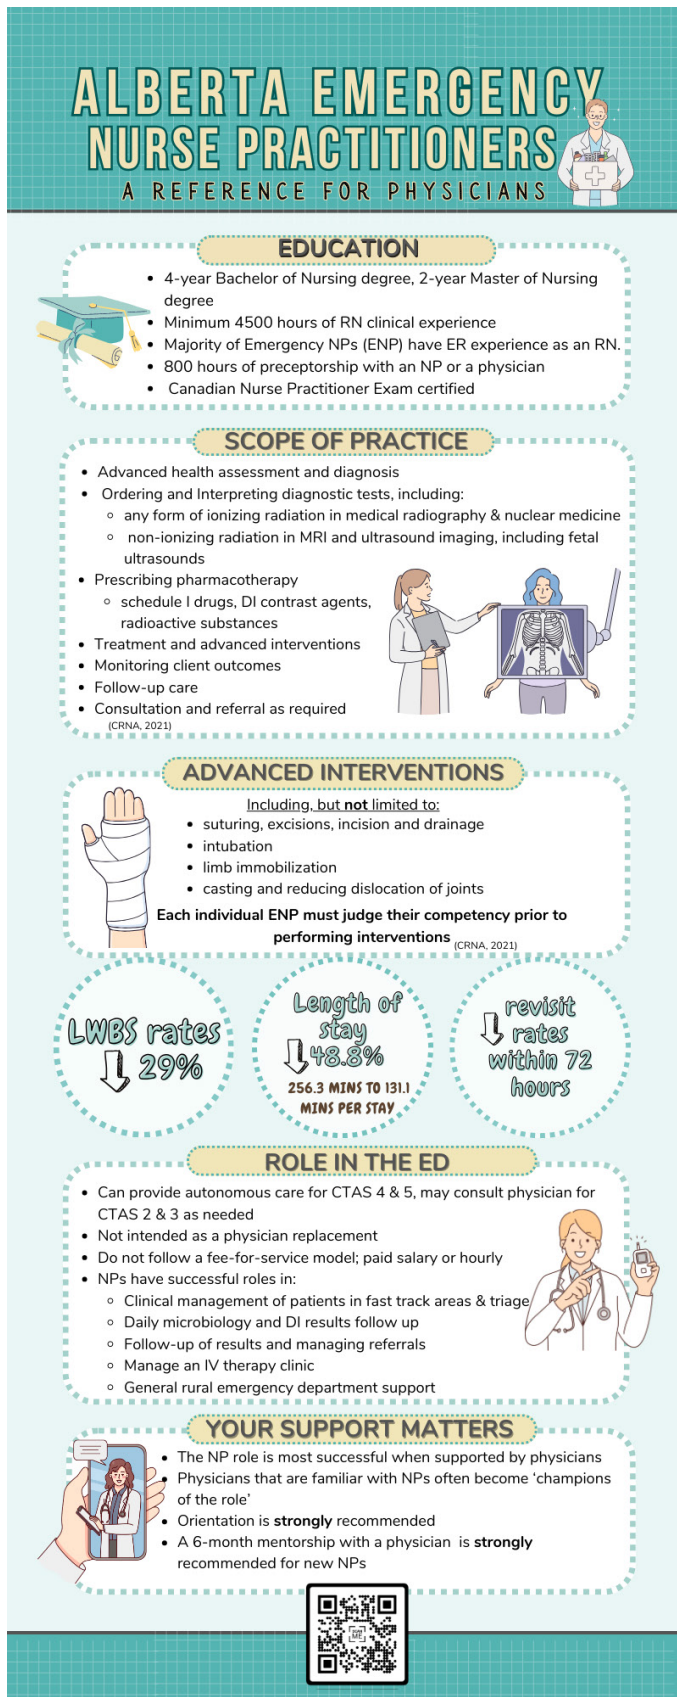 ALBERTA EMERGENCY
NURSE PRACTITIONERS
A REFERENCE FOR PHYSICIANS
EDUCATION
• 4-year Bachelor of Nursing degree, 2-year Master of Nursing
degree
• Minimum 4500 hours of RN clinical experience
• Majority of Emergency NPs (ENP) have ER experience as an RN.
• 800 hours of preceptorship with an NP or a physician
• Canadian Nurse Practitioner Exam certified
SCOPE OF PRACTICE
• Advanced health assessment and diagnosis
• Ordering and Interpreting diagnostic tests, including:
◦ any form of ionizing radiation in medical radiography & nuclear medicine
◦ non-ionizing radiation in MRI and ultrasound imaging, including fetal
ultrasounds
• Prescribing pharmacotherapy
◦ schedule I drugs, DI contrast agents,
radioactive substances
• Treatment and advanced interventions
• Monitoring client outcomes
• Follow-up care
• Consultation and referral as required
(CRNA, 2021)
ADVANCED INTERVENTIONS
Including, but not limited to:
• suturing, excisions, incision and drainage
• intubation
• limb immobilization
• casting and reducing dislocation of joints
Each individual ENP must judge their competency prior to
performing interventions (CRNA, 2021)
LWBS rates
29%
Length of
stay
48.8%
256.3 MINS TO 131.1
MINS PER STAY
revisit
rates
within 72
hours
ROLE IN THE ED
• Can provide autonomous care for CTAS 4 & 5, may consult physician for
CTAS 2 & 3 as needed
• Not intended as a physician replacement
• Do not follow a fee-for-service model; paid salary or hourly
• NPs have successful roles in:
◦ Clinical management of patients in fast track areas & triage
◦ Daily microbiology and DI results follow up
◦ Follow-up of results and managing referrals
◦ Manage an IV therapy clinic
◦ General rural emergency department support
YOUR SUPPORT MATTERS
• The NP role is most successful when supported by physicians
• Physicians that are familiar with NPs often become ‘champions
of the role’
• Orientation is strongly recommended
• A 6-month mentorship with a physician is strongly
recommended for new NPs